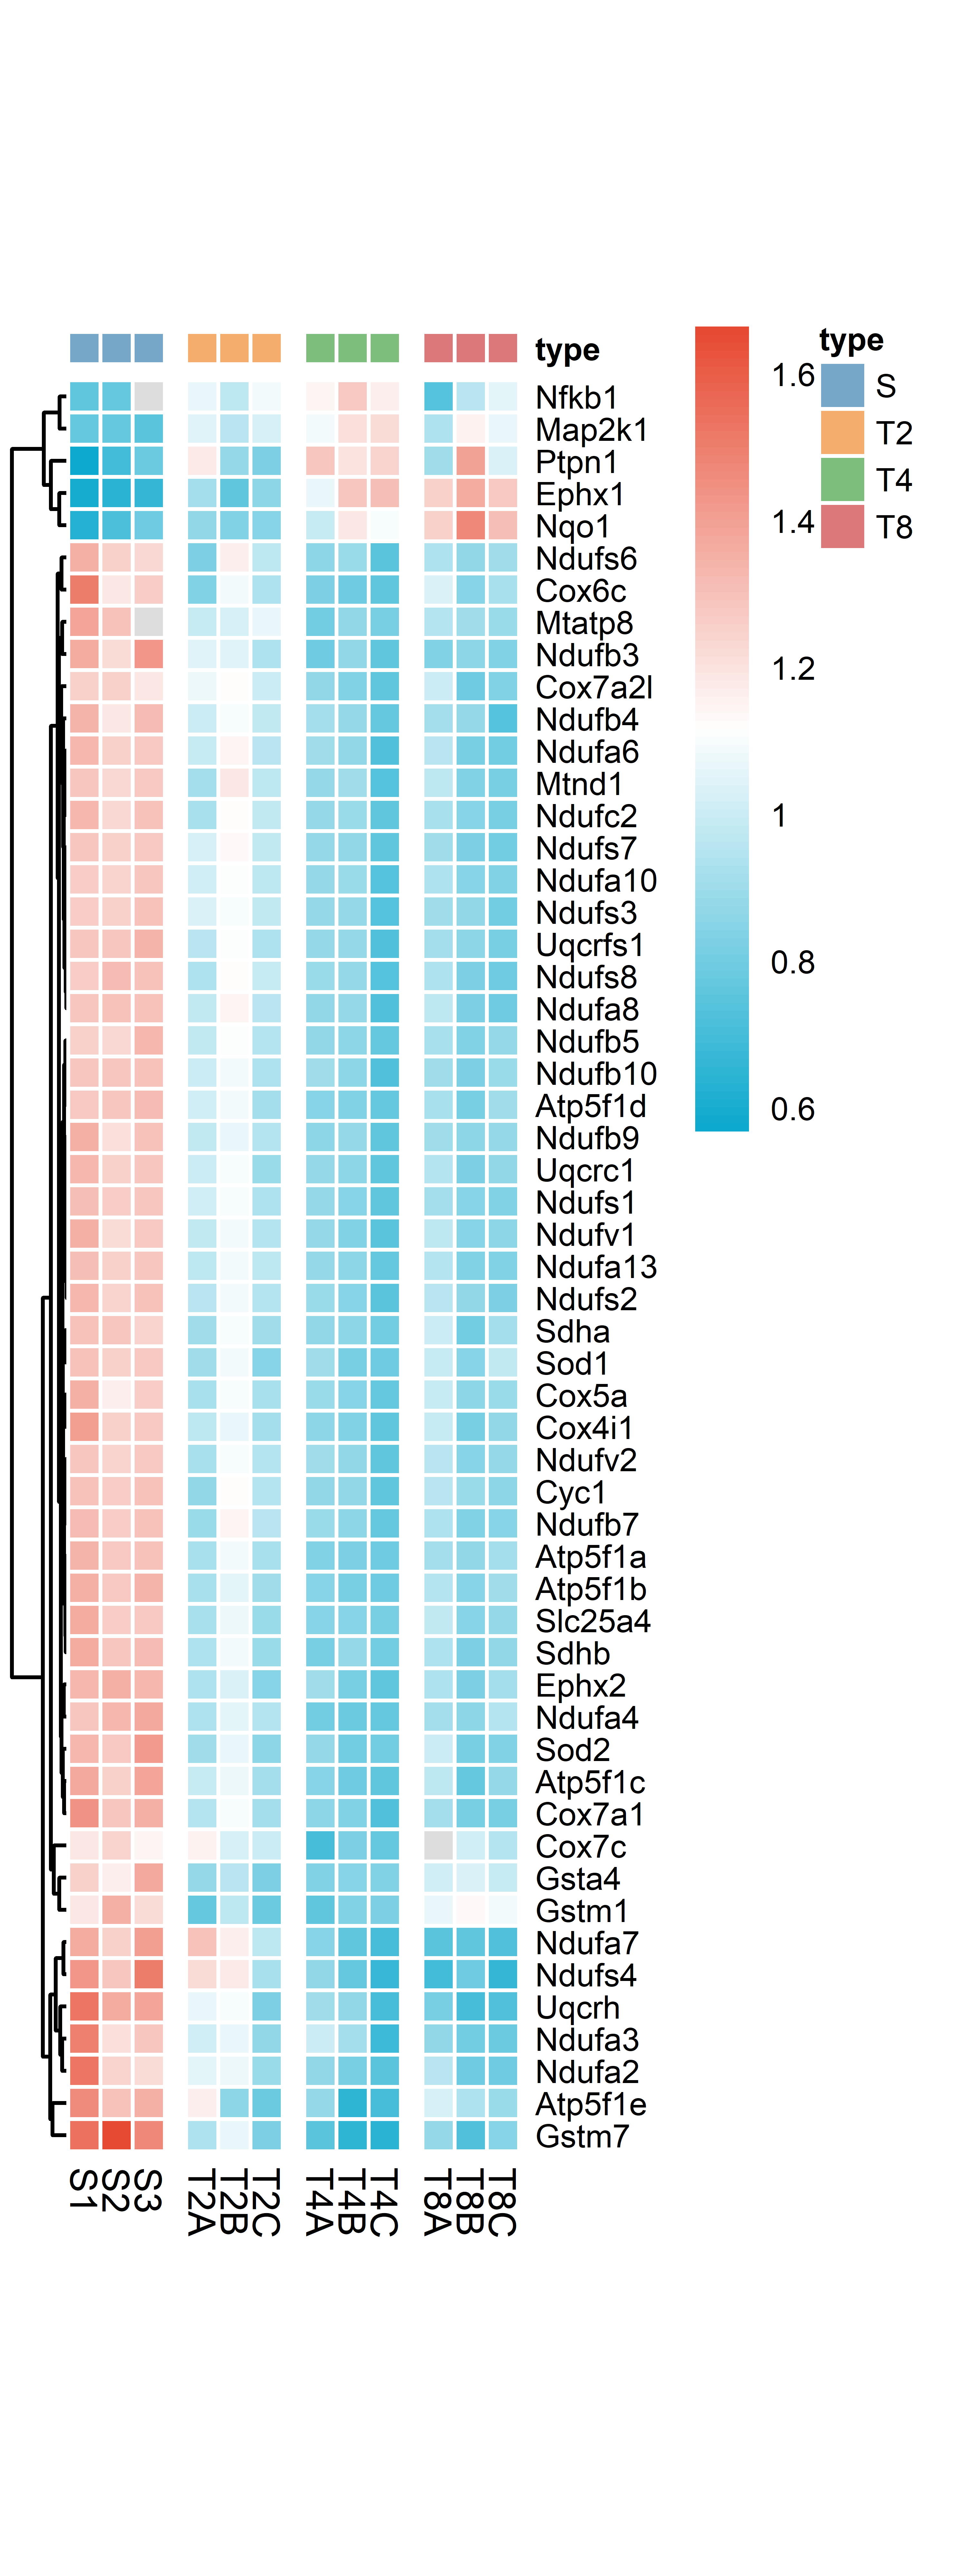 type
Nfkb1
Map2k1
Ptpn1
Ephx1
Nqo1
Ndufs6
Cox6c
Mtatp8
Ndufb3
Cox7a2l
Ndufb4
Ndufa6
Mtnd1
Ndufc2
Ndufs7
Ndufa10
Ndufs3
Uqcrfs1
Ndufs8
Ndufa8
Ndufb5
Ndufb10
Atp5f1d
Ndufb9
Uqcrc1
Ndufs1
Ndufv1
Ndufa13
Ndufs2
Sdha
Sod1
Cox5a
Cox4i1
Ndufv2
Cyc1
Ndufb7
Atp5f1a
Atp5f1b
Slc25a4
Sdhb
Ephx2
Ndufa4
Sod2
Atp5f1c
Cox7a1
Cox7c
Gsta4
Gstm1
Ndufa7
Ndufs4
Uqcrh
Ndufa3
Ndufa2
Atp5f1e
Gstm7
S1
S2
S3
T2A
T2B
T2C
T4A
T4B
T4C
T8A
T8B
T8C
1.6
1.4
1.2
1
0.8
0.6
type
S
T2
T4
T8